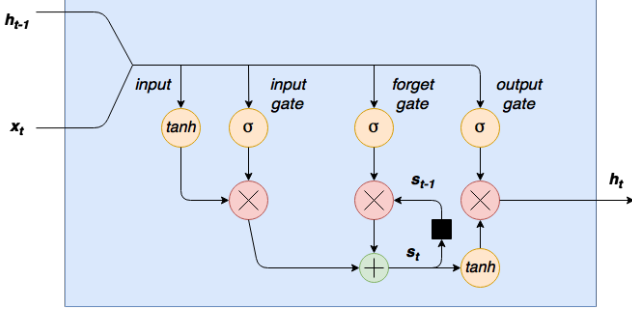 h_{t-1}
input
input
gate
forget
gate
output
gate
x_t
tanh
σ
σ
σ
×
×
s_{t-1}
×
h_t
+
s_t
tanh